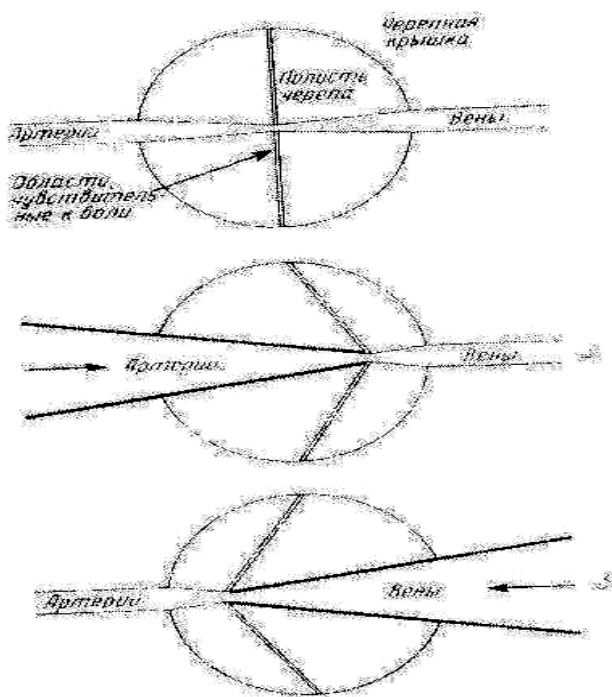 Черепная
крышка
Полость
черепа
Артерии
Вены
Области,
чувствитель
ные к боли
Артерии
Вены
Артерии
Вены